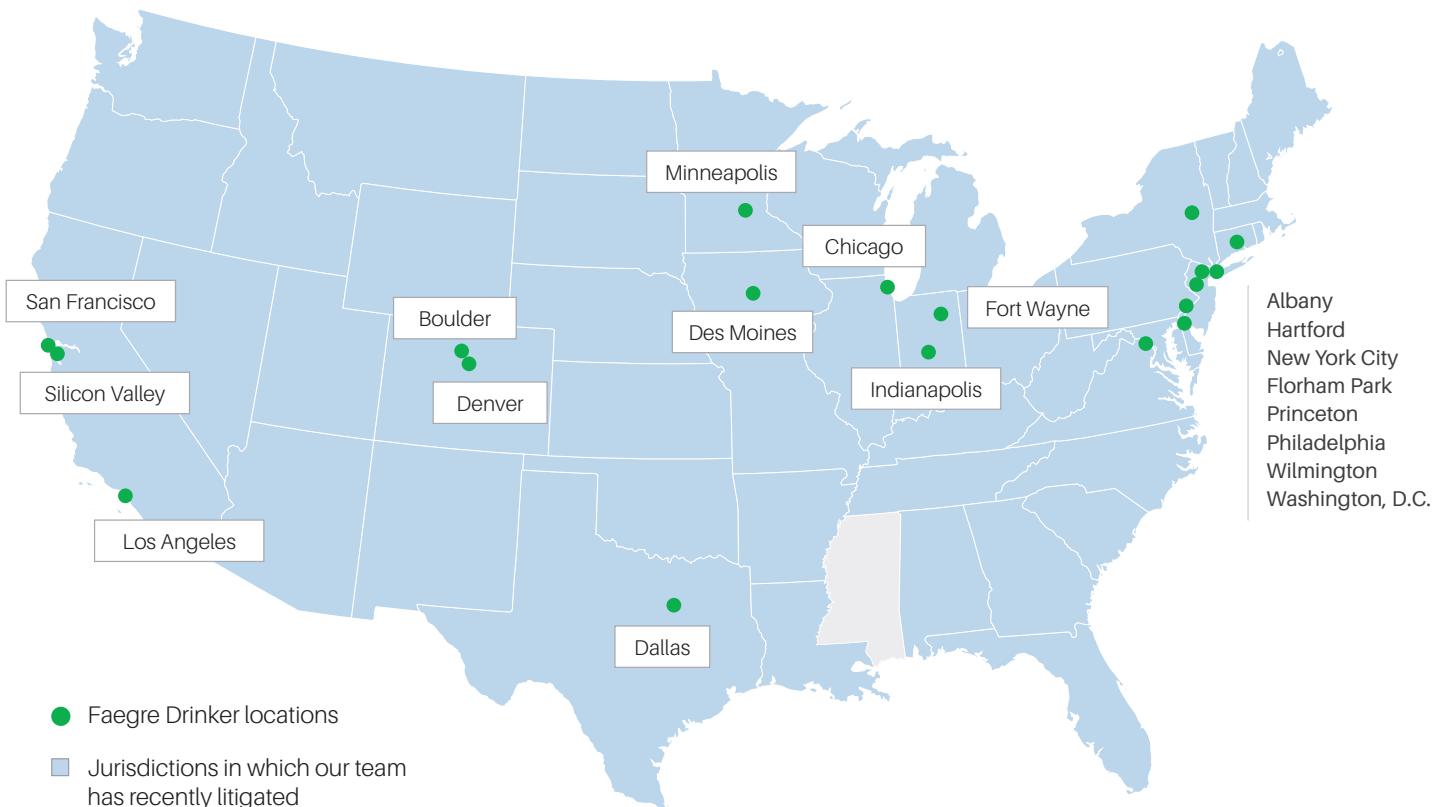 Minneapolis
Chicago
San Francisco
Fort Wayne
Boulder
Des Moines
Silicon Valley
Denver
Indianapolis
Albany
Hartford
New York City
Florham Park
Princeton
Philadelphia
Wilmington
Washington, D.C.
Los Angeles
Dallas
Faegre Drinker locations
Jurisdictions in which our team
has recently litigated